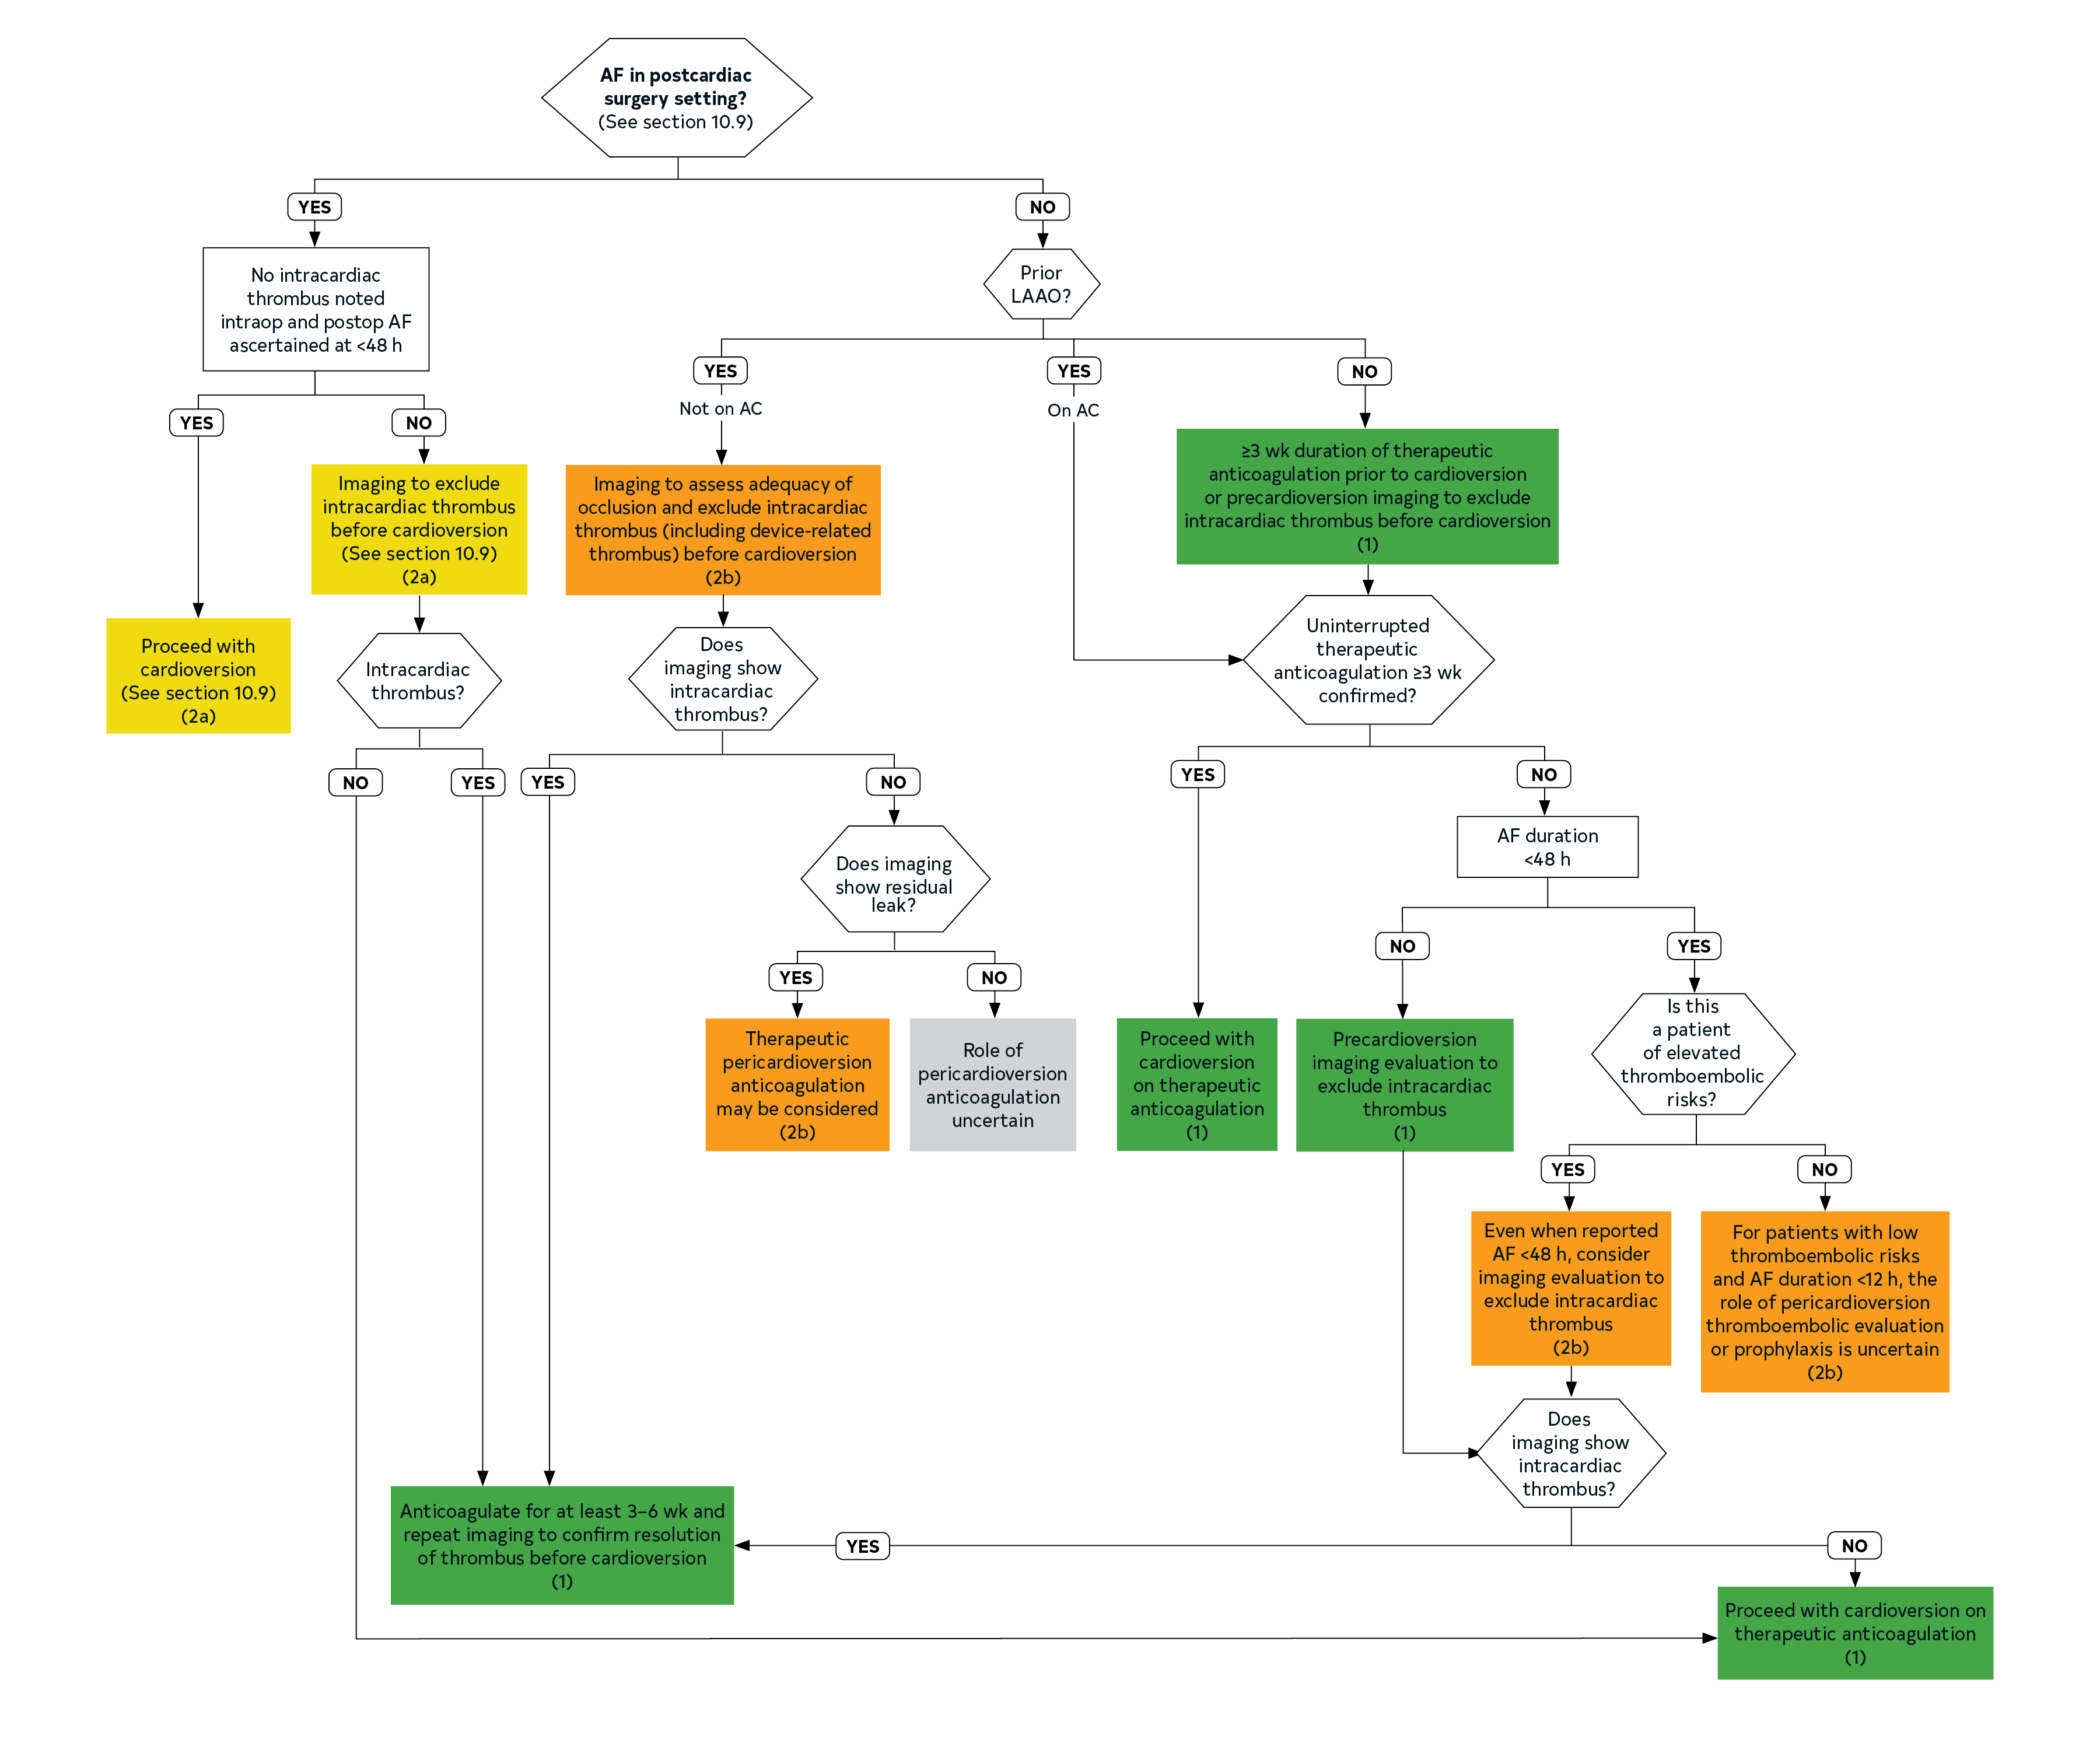 AF in postcardiac
surgery setting?
(See section 10.9)
YES
NO
No intracardiac
thrombus noted
intraop and postop AF
ascertained at <48 h
Prior
LAAO?
YES
NO
YES
Not on AC
YES
On AC
NO
Imaging to exclude
intracardiac thrombus
before cardioversion
(See section 10.9)
(2a)
Imaging to assess adequacy of
occlusion and exclude intracardiac
thrombus (including device-related
thrombus) before cardioversion
(2b)
≥3 wk duration of therapeutic
anticoagulation prior to cardioversion
or precardioversion imaging to exclude
intracardiac thrombus before cardioversion
(1)
Proceed with
cardioversion
(See section 10.9)
(2a)
Intracardiac
thrombus?
Does
imaging show
intracardiac
thrombus?
Uninterrupted
therapeutic
anticoagulation ≥3 wk
confirmed?
NO
YES
YES
NO
YES
NO
Does imaging
show residual
leak?
AF duration
<48 h
YES
NO
NO
YES
Therapeutic
pericardioversion
anticoagulation
may be considered
(2b)
Role of
pericardioversion
anticoagulation
uncertain
Proceed with
cardioversion
on therapeutic
anticoagulation
(1)
Precardioversion
imaging evaluation to
exclude intracardiac
thrombus
(1)
Is this
a patient
of elevated
thromboembolic
risks?
YES
NO
Even when reported
AF <48 h, consider
imaging evaluation to
exclude intracardiac
thrombus
(2b)
For patients with low
thromboembolic risks
and AF duration <12 h, the
role of pericardioversion
thromboembolic evaluation
or prophylaxis is uncertain
(2b)
Does
imaging show
intracardiac
thrombus?
Anticoagulate for at least 3–6 wk and
repeat imaging to confirm resolution
of thrombus before cardioversion
(1)
YES
NO
Proceed with cardioversion on
therapeutic anticoagulation
(1)